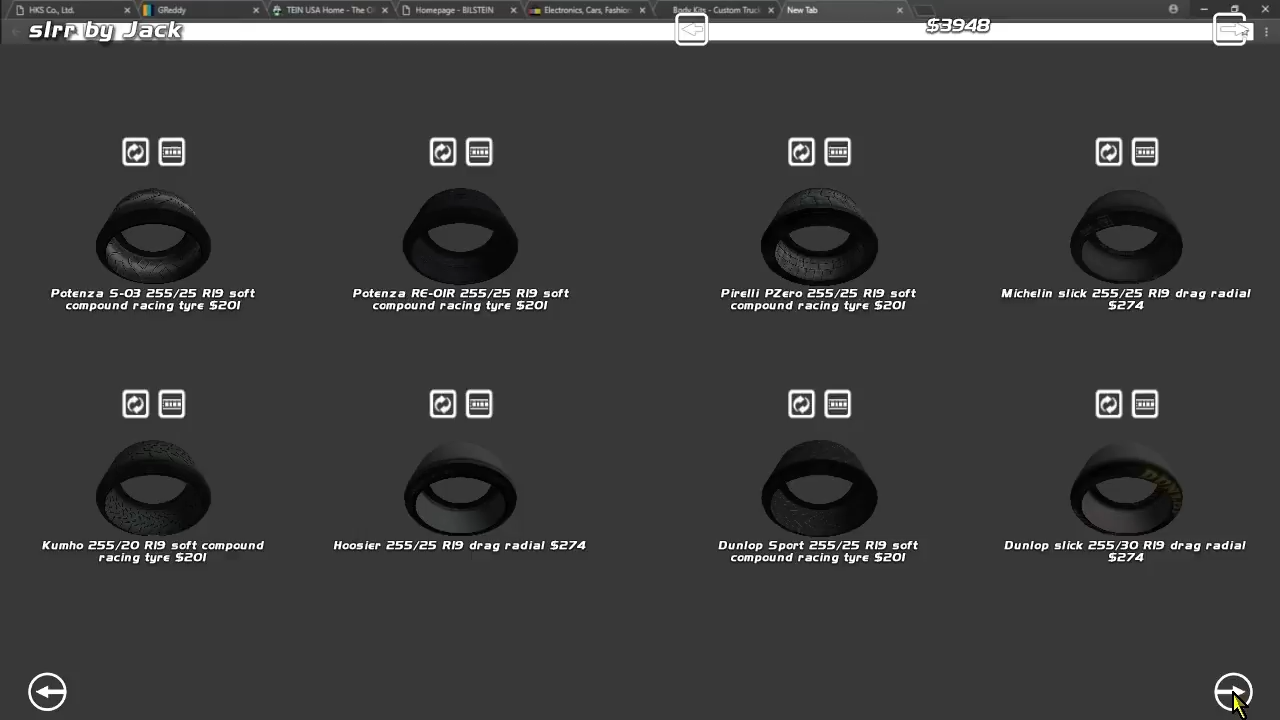 HKS Co., Ltd.
GReddy
TEIN USA Home - The O
Homepage - BILSTEIN
Electronics, Cars, Fashion
Body Kits - Custom Truck
New Tab
slrr by Jack
$3948
Potenza S-03 255/25 R19 soft
compound racing tyre $201
Potenza RE-01R 255/25 R19 soft
compound racing tyre $201
Pirelli PZero 255/25 R19 soft
compound racing tyre $201
Michelin slick 255/25 R19 drag radial
$274
Kumho 255/20 R19 soft compound
racing tyre $201
Hoosier 255/25 R19 drag radial $274
Dunlop Sport 255/25 R19 soft
compound racing tyre $201
Dunlop slick 255/30 R19 drag radial
$274